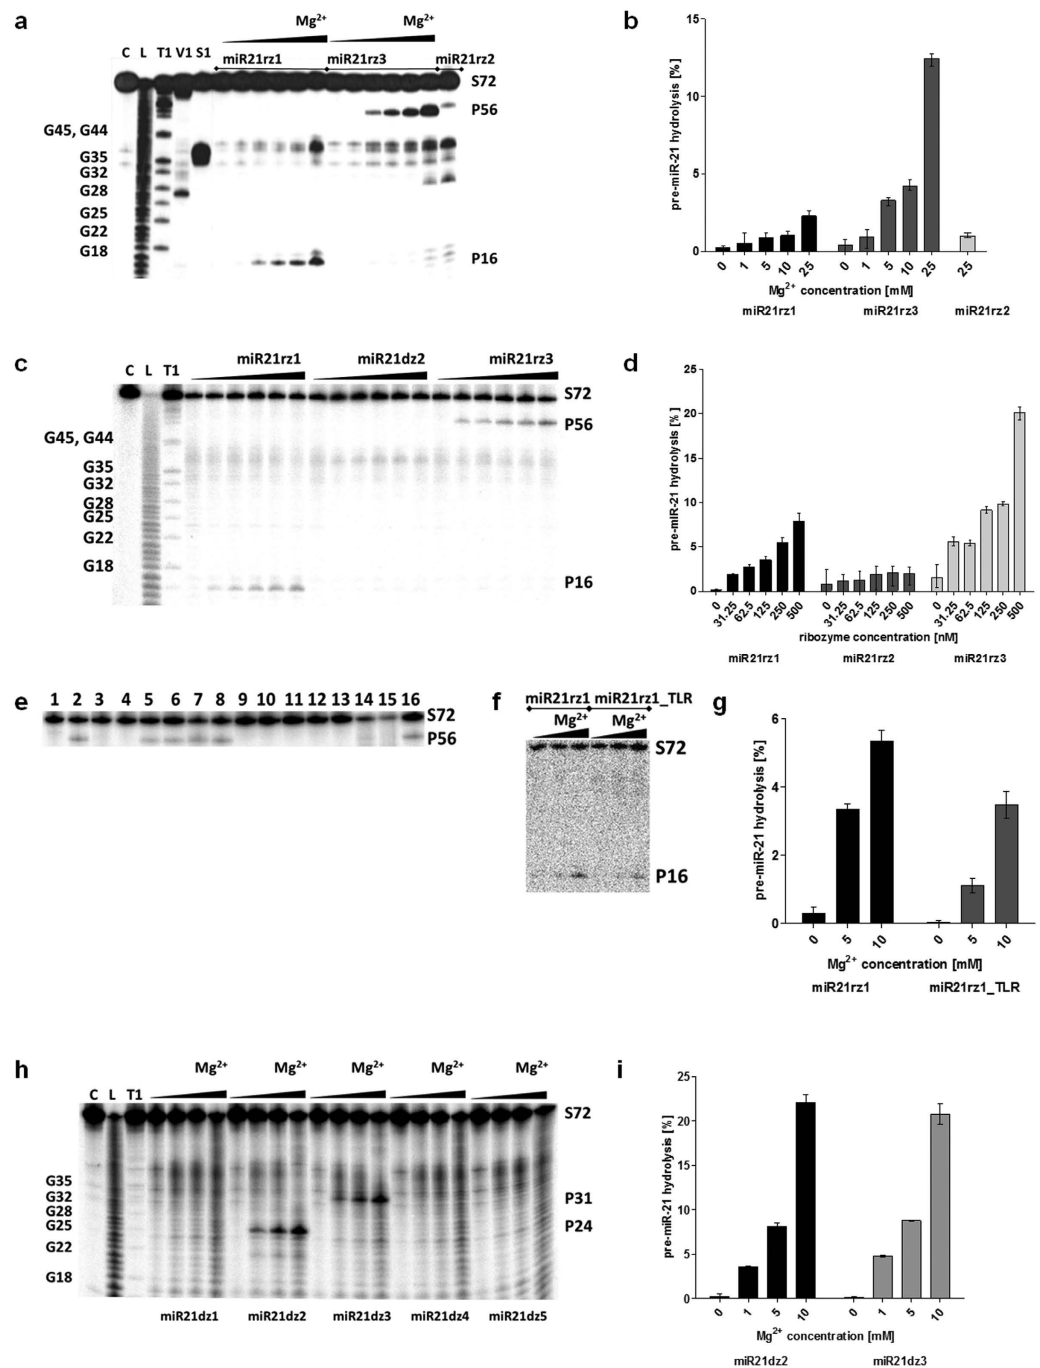 a
Mg2+ Mg2+
C L T1 V1 S1 miR21rz1 miR21rz3 miR21rz2
S72
P56
G45, G44
G35
G32
G28
G25
G22
G18
P16
b
pre-miR-21 hydrolysis [%]
15
10
5
0
0 1 5 10 25 0 1 5 10 25 25
Mg2+ concentration [mM]
miR21rz1 miR21rz3 miR21rz2
c
miR21rz1 miR21dz2 miR21rz3
C L T1
S72
P56
G45, G44
G35
G32
G28
G25
G22
G18
P16
d
pre-miR-21 hydrolysis [%]
25
20
15
10
5
0
0 31.25 62.5 125 250 500 0 31.25 62.5 125 250 500 0 31.25 62.5 125 250 500
ribozyme concentration [nM]
miR21rz1 miR21rz2 miR21rz3
e
1 2 3 4 5 6 7 8 9 10 11 12 13 14 15 16
S72
P56
f
miR21rz1 miR21rz1_TLR
Mg2+ Mg2+
S72
P16
g
pre-miR-21 hydrolysis [%]
6
4
2
0
0 5 10 0 5 10
Mg2+ concentration [mM]
miR21rz1 miR21rz1_TLR
h
Mg2+ Mg2+ Mg2+ Mg2+ Mg2+
C L T1
S72
G35
G32
G28
G25
G22
G18
P31
P24
miR21dz1 miR21dz2 miR21dz3 miR21dz4 miR21dz5
i
pre-miR-21 hydrolysis [%]
25
20
15
10
5
0
0 1 5 10 0 1 5 10
Mg2+ concentration [mM]
miR21dz2 miR21dz3